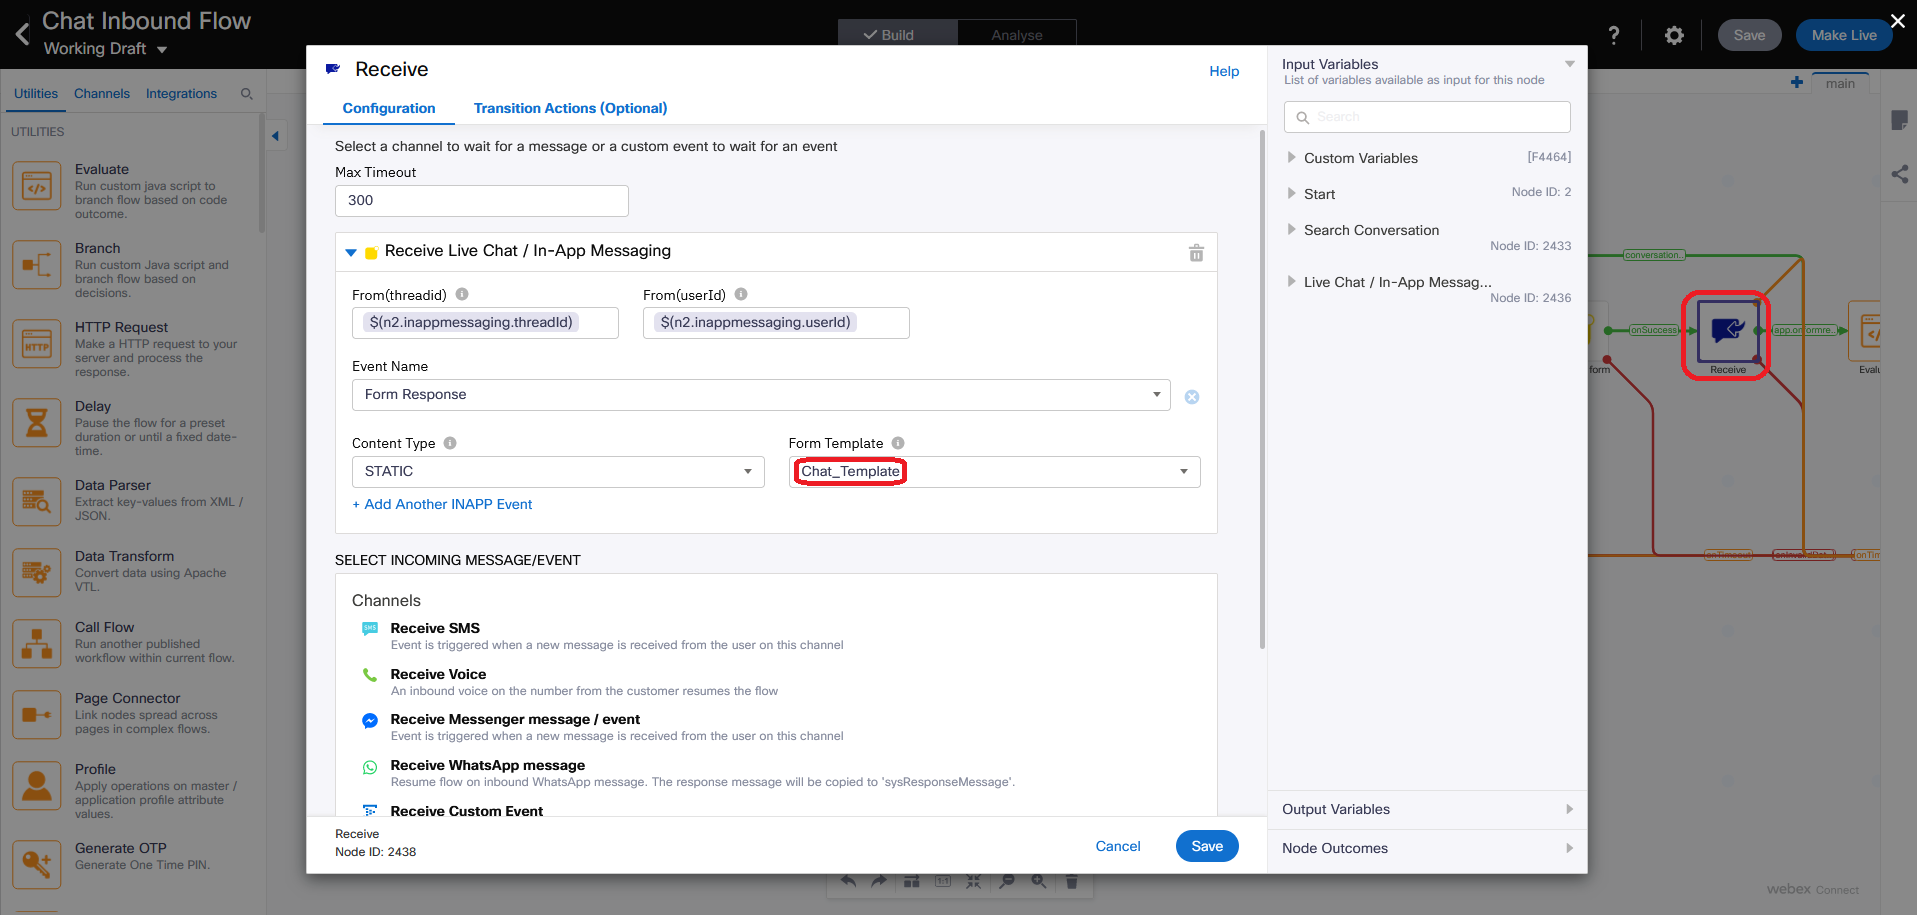 Chat Inbound Flow
Working Draft
Build
Analyse
Save
Make Live
Utilities
Channels
Integrations
UTILITIES
Evaluate
Run custom java script to
branch flow based on code
outcome.
Branch
Run custom Java script and
branch flow based on
decisions.
HTTP Request
Make a HTTP request to your
server and process the
response.
Delay
Pause the flow for a preset
duration or until a fixed date-
time.
Data Parser
Extract key-values from XML /
JSON.
Data Transform
Convert data using Apache
VTL.
Call Flow
Run another published
workflow within current flow.
Page Connector
Link nodes spread across
pages in complex flows.
Profile
Apply operations on master /
application profile attribute
values.
Generate OTP
Generate One Time PIN.
Receive
Help
Configuration
Transition Actions (Optional)
Select a channel to wait for a message or a custom event to wait for an event
Max Timeout
300
Receive Live Chat / In-App Messaging
From(threadid)
From(userId)
$(n2.inappmessaging.threadId)
$(n2.inappmessaging.userId)
Event Name
Form Response
Content Type
Form Template
STATIC
Chat_Template
+ Add Another INAPP Event
SELECT INCOMING MESSAGE/EVENT
Channels
SMS
Receive SMS
Event is triggered when a new message is received from the user on this channel
Receive Voice
An inbound voice on the number from the customer resumes the flow
Receive Messenger message / event
Event is triggered when a new message is received from the user on this channel
Receive WhatsApp message
Resume flow on inbound WhatsApp message. The response message will be copied to 'sysResponseMessage'.
Receive Custom Event
Receive
Node ID: 2438
Cancel
Save
Input Variables
List of variables available as input for this node
Search
Custom Variables
[F4464]
Start
Node ID: 2
Search Conversation
Node ID: 2433
Live Chat / In-App Messag...
Node ID: 2436
Output Variables
Node Outcomes
main
conversation..
onSuccess
app.onformre..
form
Receive
Evalu
onTimeout
onInvalidDat..
onTim
1:1
webex Connect